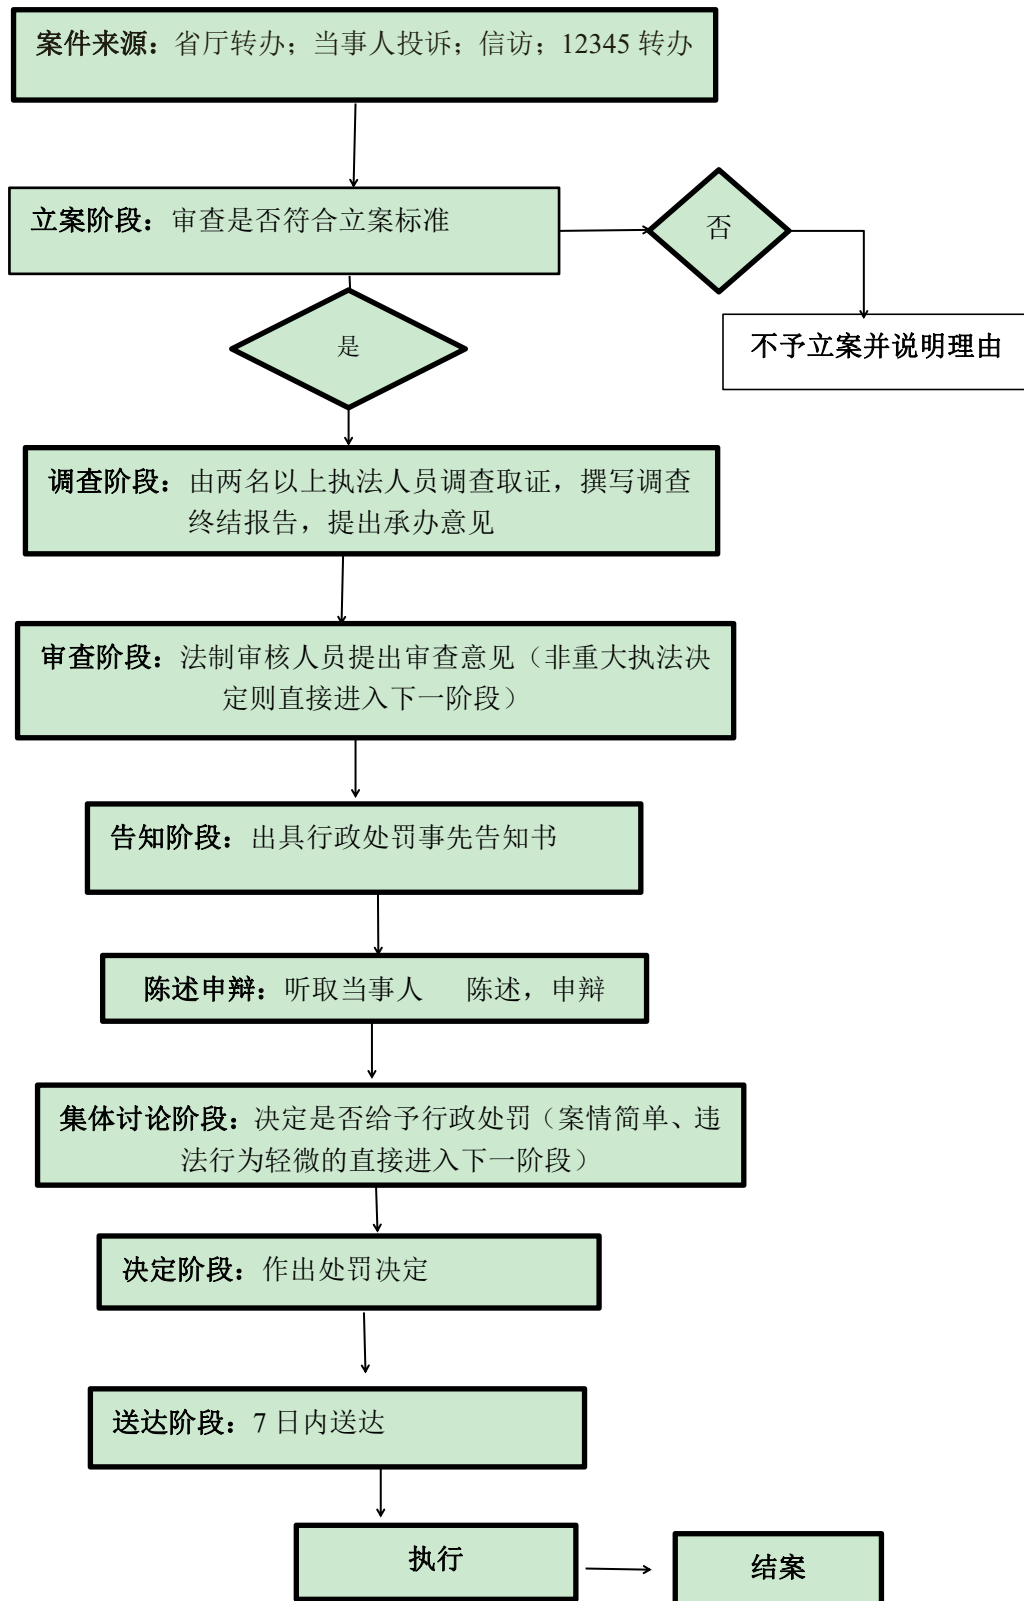 案件来源：省厅转办；当事人投诉；信访；12345 转办
立案阶段：审查是否符合立案标准
否
不予立案并说明理由
是
调查阶段：由两名以上执法人员调查取证，撰写调查
终结报告，提出承办意见
审查阶段：法制审核人员提出审查意见（非重大执法决
定则直接进入下一阶段）
告知阶段：出具行政处罚事先告知书
陈述申辩：听取当事人 陈述，申辩
集体讨论阶段：决定是否给予行政处罚（案情简单、违
法行为轻微的直接进入下一阶段）
决定阶段：作出处罚决定
送达阶段：7 日内送达
执行
结案